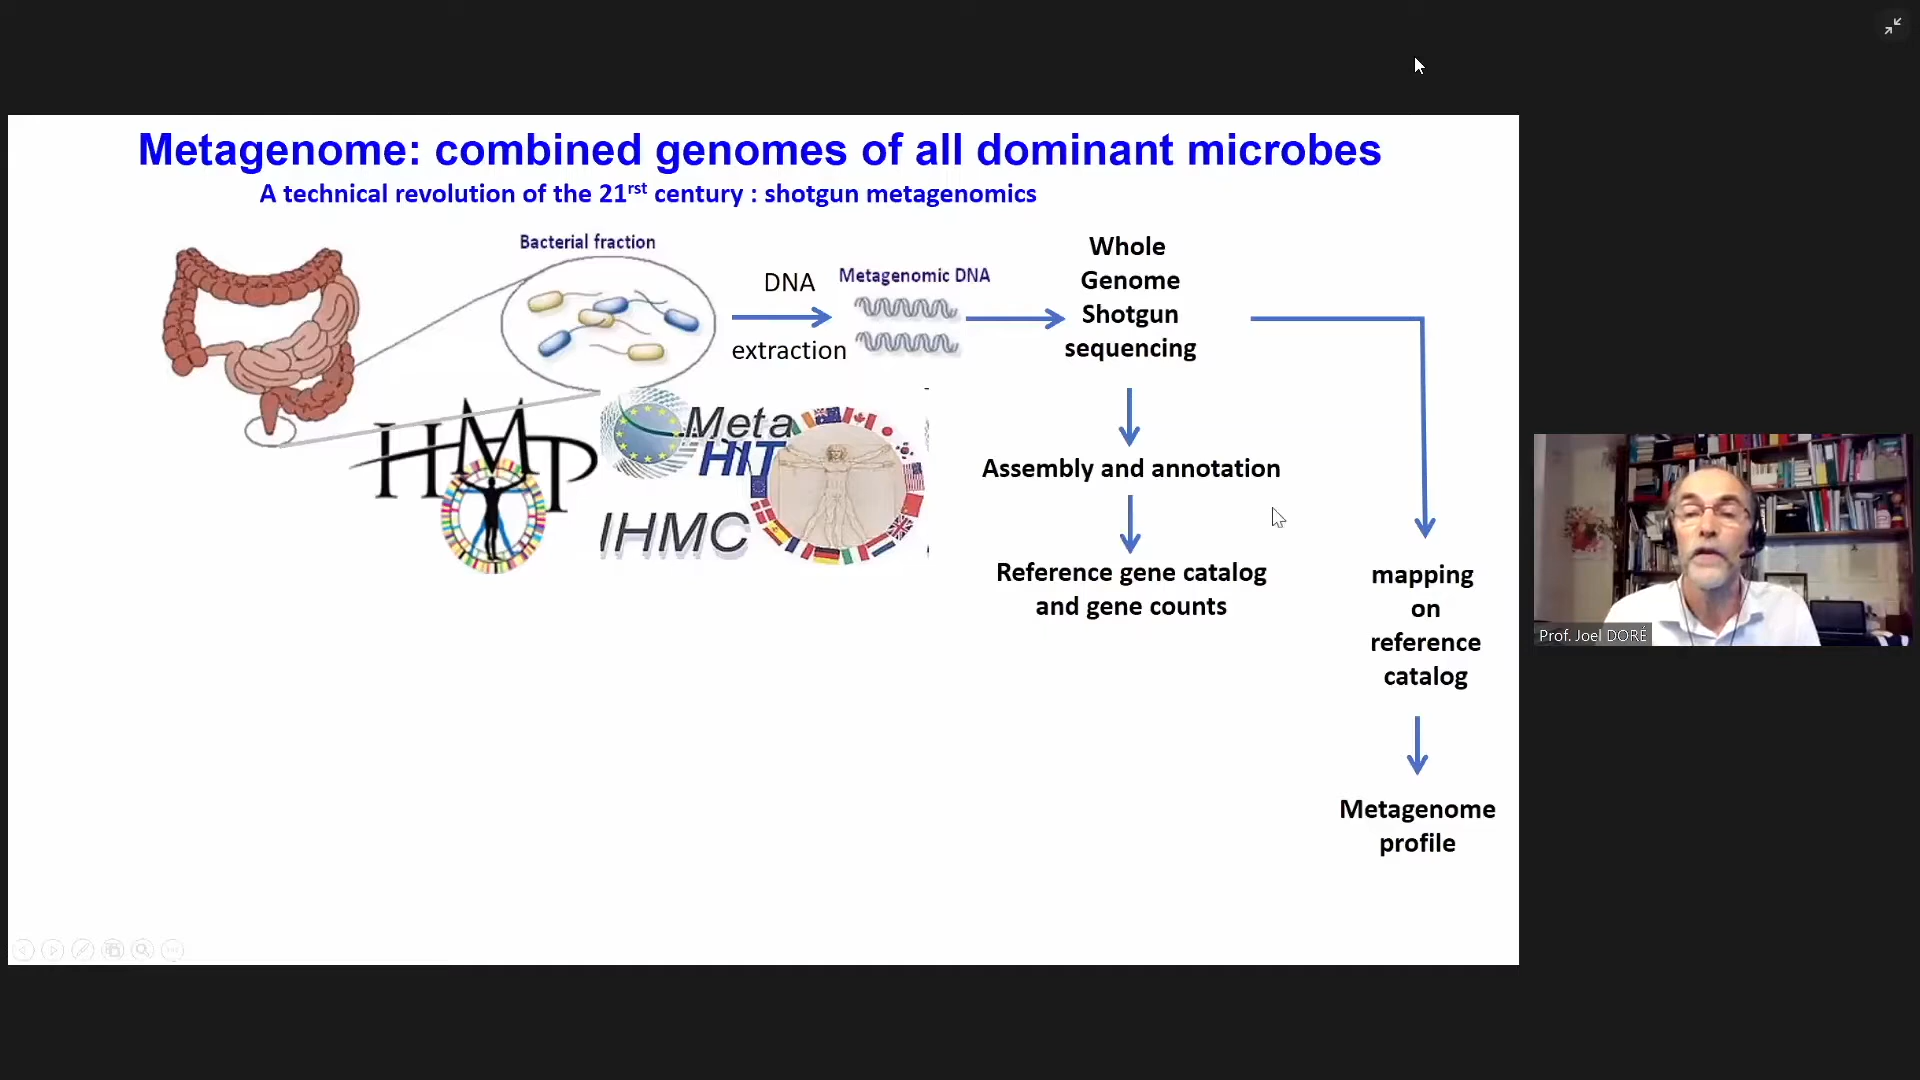 Metagenome: combined genomes of all dominant microbes
A technical revolution of the 21rst century : shotgun metagenomics
Bacterial fraction
DNA
extraction
Metagenomic DNA
Whole
Genome
Shotgun
sequencing
HMP
Meta
HIT
IHMC
Assembly and annotation
Reference gene catalog
and gene counts
mapping
on
reference
catalog
Metagenome
profile
Prof. Joel DORÉ